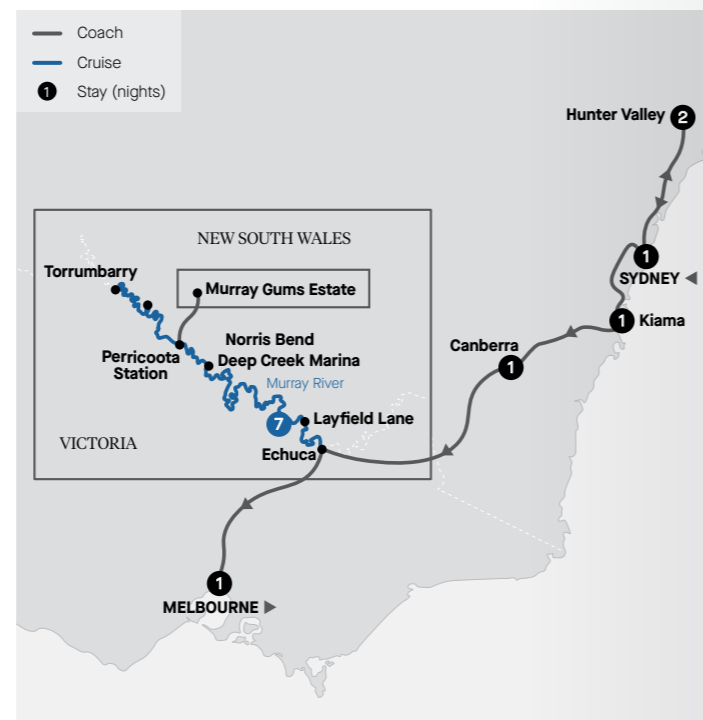 Coach
Cruise
1 Stay (nights)
Hunter Valley 2
NEW SOUTH WALES
1
SYDNEY
Torrumbarry
Murray Gums Estate
1 Kiama
Norris Bend
Canberra
Perricoota
Station
Deep Creek Marina
1
Murray River
7
Layfield Lane
VICTORIA
Echuca
1
MELBOURNE